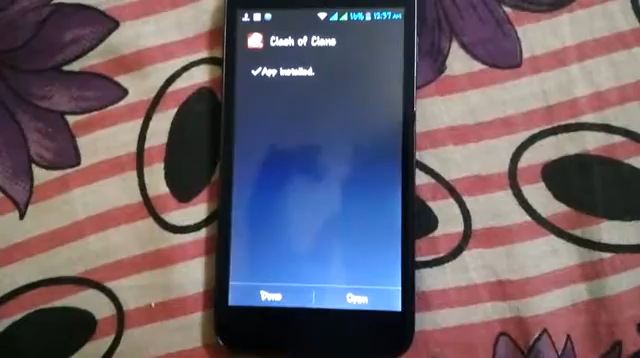 Clash of Clans
✓App installed.
Done
Open